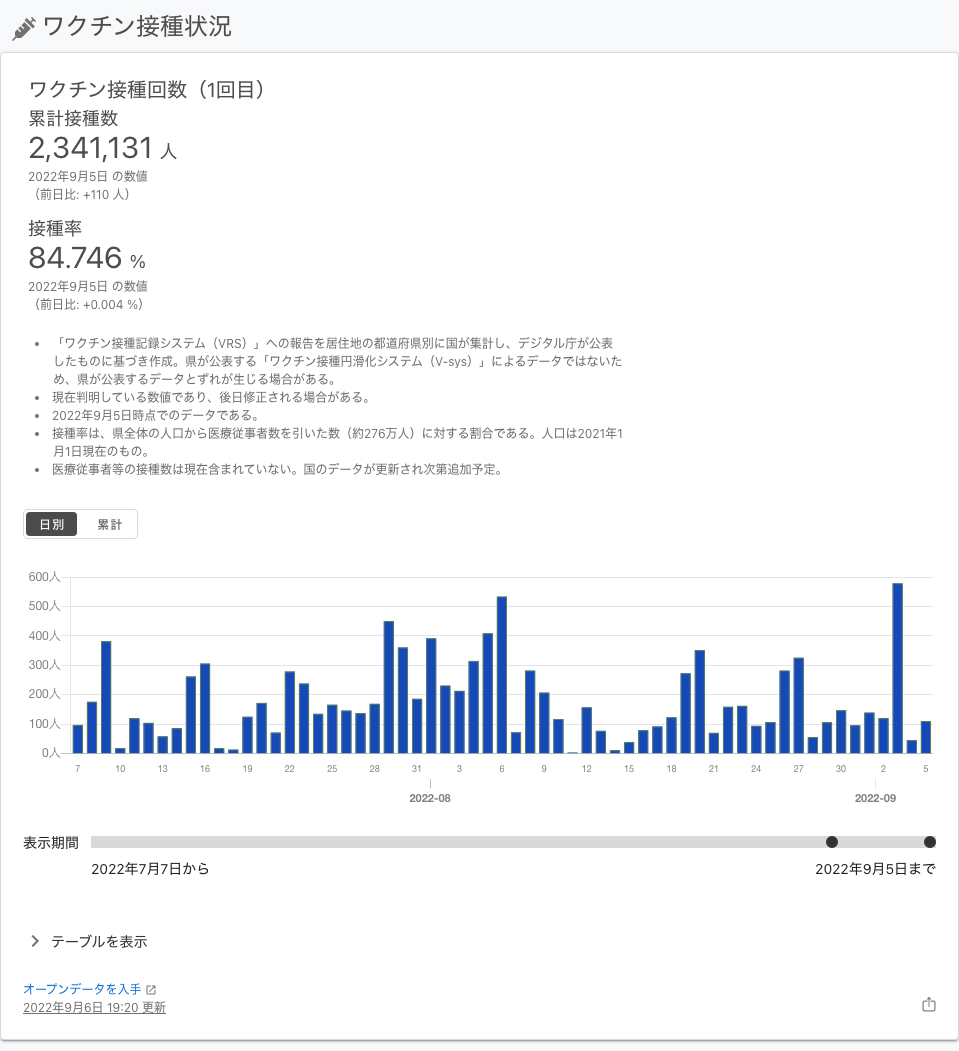 ワクチン接種状況
ワクチン接種回数（1回目）
累計接種数
2,341,131 人
2022年9月5日 の数値
（前日比: +110 人）
接種率
84.746 %
2022年9月5日 の数値
（前日比: +0.004 %）
• 「ワクチン接種記録システム（VRS）」への報告を居住地の都道府県別に国が集計し、デジタル庁が公表
したものに基づき作成。県が公表する「ワクチン接種円滑化システム（V-sys）」によるデータではないた
め、県が公表するデータとずれが生じる場合がある。
• 現在判明している数値であり、後日修正される場合がある。
• 2022年9月5日時点でのデータである。
• 接種率は、県全体の人口から医療従事者数を引いた数（約276万人）に対する割合である。人口は2021年1
月1日現在のもの。
• 医療従事者等の接種数は現在含まれていない。国のデータが更新され次第追加予定。
日別 累計
600人
500人
400人
300人
200人
100人
0人
7 10 13 16 19 22 25 28 31 3 6 9 12 15 18 21 24 27 30 2 5
2022-08 2022-09
表示期間
2022年7月7日から 2022年9月5日まで
テーブルを表示
オープンデータを入手
2022年9月6日 19:20 更新